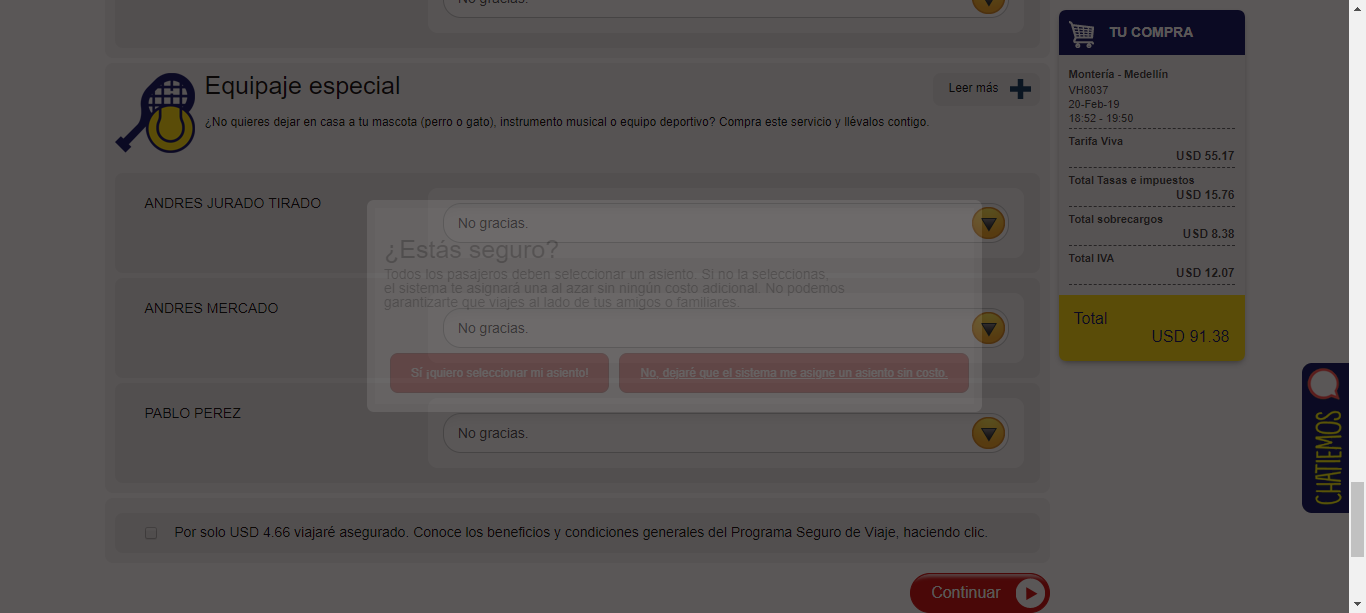 No gracias.
TU COMPRA
Equipaje especial
Leer más
¿No quieres dejar en casa a tu mascota (perro o gato), instrumento musical o equipo deportivo? Compra este servicio y llévalos contigo.
Montería - Medellín
VH8037
20-Feb-19
18:52 - 19:50
Tarifa Viva
USD 55.17
Total Tasas e impuestos
USD 15.76
Total sobrecargos
USD 8.38
Total IVA
USD 12.07
Total
USD 91.38
ANDRES JURADO TIRADO
No gracias.
¿Estás seguro?
Todos los pasajeros deben seleccionar un asiento. Si no la seleccionas,
el sistema te asignará una al azar sin ningún costo adicional. No podemos
garantizarte que viajes al lado de tus amigos o familiares.
ANDRES MERCADO
No gracias.
Sí ¡quiero seleccionar mi asiento!
No, dejaré que el sistema me asigne un asiento sin costo.
PABLO PEREZ
No gracias.
CHATIEMOS
Por solo USD 4.66 viajaré asegurado. Conoce los beneficios y condiciones generales del Programa Seguro de Viaje, haciendo clic.
Continuar